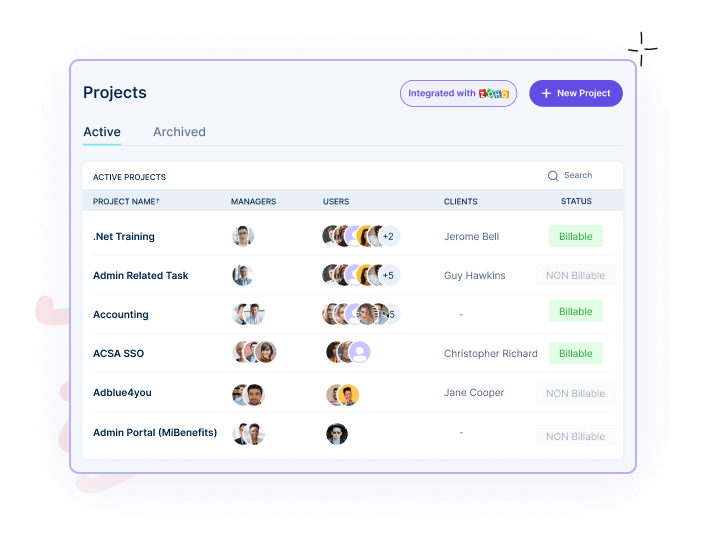 Projects
Integrated with ZOHO
+ New Project
Active Archived
ACTIVE PROJECTS Search
PROJECT NAME↑ MANAGERS USERS CLIENTS STATUS
.Net Training +2 Jerome Bell Billable
Admin Related Task +5 Guy Hawkins NON Billable
Accounting - Billable
ACSA SSO Christopher Richard Billable
Adblue4you Jane Cooper NON Billable
Admin Portal (MiBenefits) - NON Billable